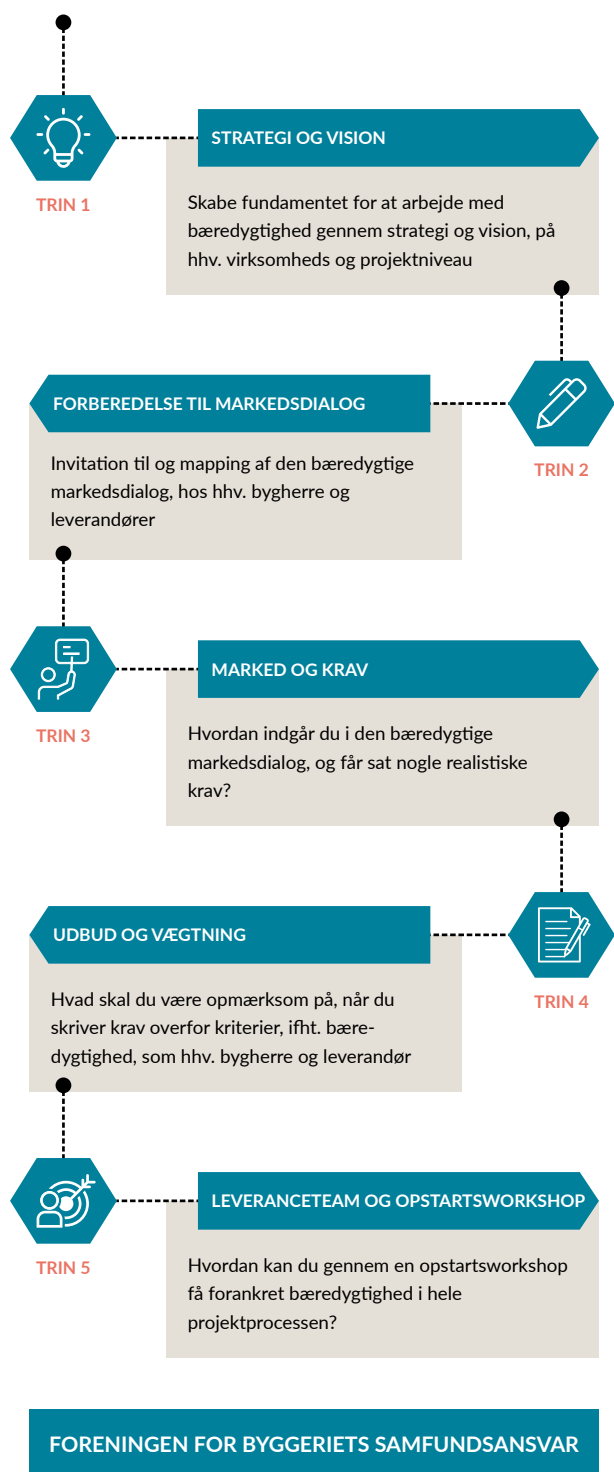 STRATEGI OG VISION
TRIN 1
Skabe fundamentet for at arbejde med
bæredygtighed gennem strategi og vision, på
hhv. virksomheds og projektniveau
FORBEREDELSE TIL MARKEDSDIALOG
TRIN 2
Invitation til og mapping af den bæredygtige
markedsdialog, hos hhv. bygherre og
leverandører
MARKED OG KRAV
TRIN 3
Hvordan indgår du i den bæredygtige
markedsdialog, og får sat nogle realistiske
krav?
UDBUD OG VÆGTNING
TRIN 4
Hvad skal du være opmærksom på, når du
skriver krav overfor kriterier, ifht. bære-
dygtighed, som hhv. bygherre og leverandør
LEVERANCETEAM OG OPSTARTSWORKSHOP
TRIN 5
Hvordan kan du gennem en opstartsworkshop
få forankret bæredygtighed i hele
projektprocessen?
FORENINGEN FOR BYGGERIETS SAMFUNDSANSVAR